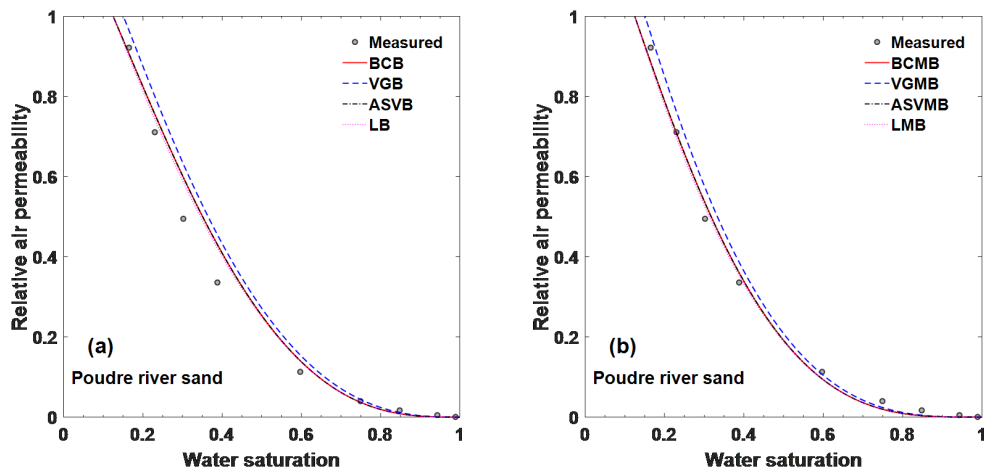 1
0.8
0.6
0.4
0.2
0
Relative air permeability
Measured
BCB
VGB
ASVB
LB
(a)
Poudre river sand
0 0.2 0.4 0.6 0.8 1
Water saturation
1
0.8
0.6
0.4
0.2
0
Relative air permeability
Measured
BCMB
VGMB
ASVMB
LMB
(b)
Poudre river sand
0 0.2 0.4 0.6 0.8 1
Water saturation